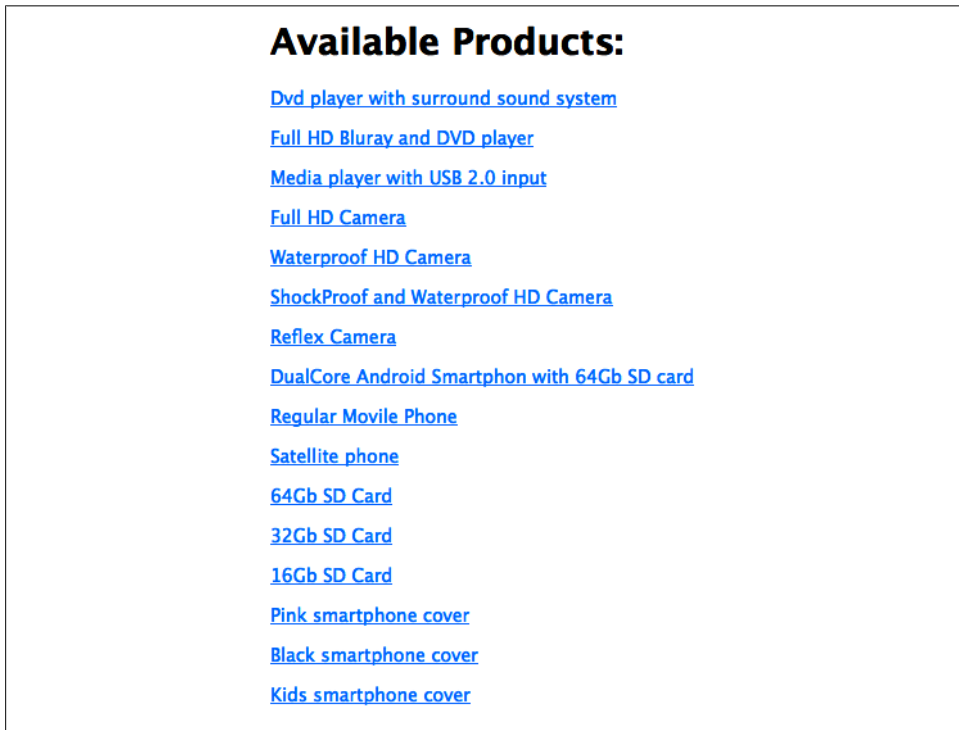 Available Products:
Dvd player with surround sound system
Full HD Bluray and DVD player
Media player with USB 2.0 input
Full HD Camera
Waterproof HD Camera
ShockProof and Waterproof HD Camera
Reflex Camera
DualCore Android Smartphon with 64Gb SD card
Regular Movile Phone
Satellite phone
64Gb SD Card
32Gb SD Card
16Gb SD Card
Pink smartphone cover
Black smartphone cover
Kids smartphone cover